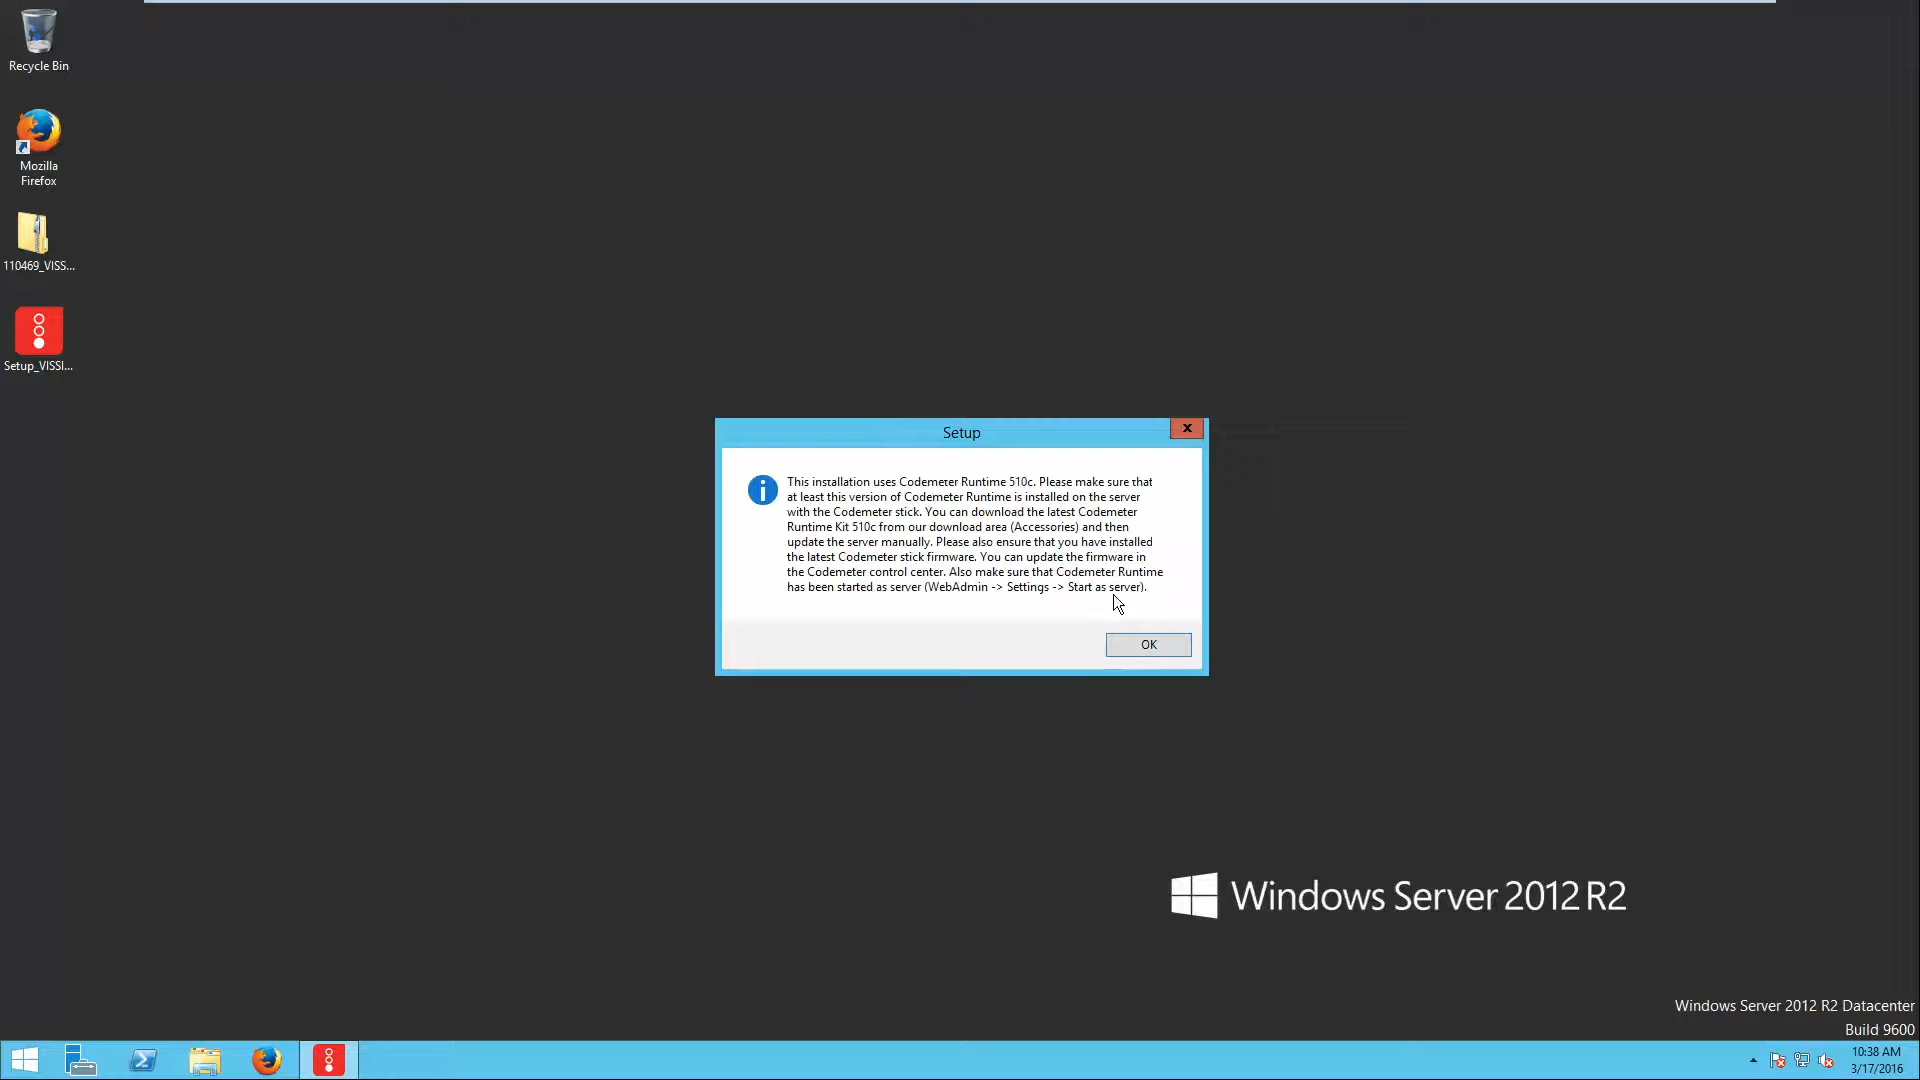 Recycle Bin
Mozilla
Firefox
110469_VISS...
Setup_VISSI...
Setup
x
This installation uses Codemeter Runtime 510c. Please make sure that
at least this version of Codemeter Runtime is installed on the server
with the Codemeter stick. You can download the latest Codemeter
Runtime Kit 510c from our download area (Accessories) and then
update the server manually. Please also ensure that you have installed
the latest Codemeter stick firmware. You can update the firmware in
the Codemeter control center. Also make sure that Codemeter Runtime
has been started as server (WebAdmin -> Settings -> Start as server).
OK
Windows Server 2012 R2
Windows Server 2012 R2 Datacenter
Build 9600
10:38 AM
3/17/2016